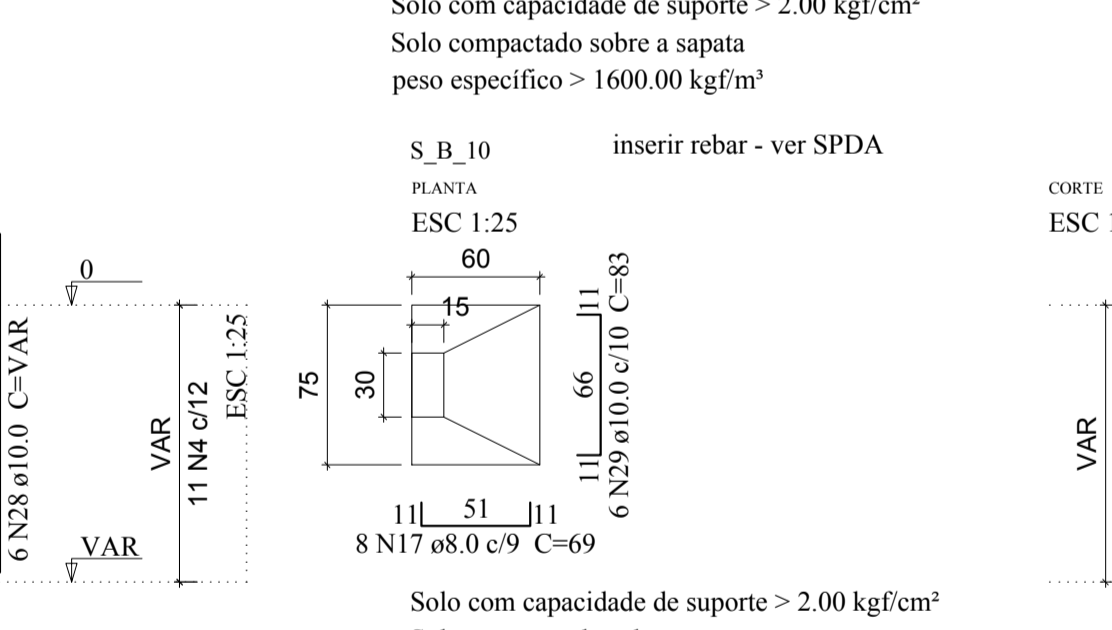 Solo com capacidade de suporte > 2.00 kgf/cm²
Solo compactado sobre a sapata
peso específico > 1600.00 kgf/m³
S_B_10
inserir rebar - ver SPDA
PLANTA
ESC 1:25
CORTE
ESC
60
15
75
30
0
VAR
VAR
11 N4 c/12
ESC 1:25
6 N28 ø10.0 C=VAR
11
66
11
6 N29 ø10.0 c/10 C=83
11
51
11
8 N17 ø8.0 c/9 C=69
VAR
Solo com capacidade de suporte > 2.00 kgf/cm²